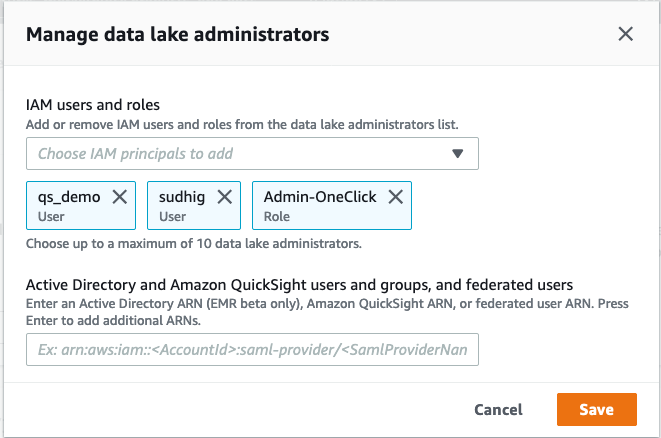 Manage data lake administrators
IAM users and roles
Add or remove IAM users and roles from the data lake administrators list.
Choose IAM principals to add
qs_demo
User
sudhig
User
Admin-OneClick
Role
Choose up to a maximum of 10 data lake administrators.
Active Directory and Amazon QuickSight users and groups, and federated users
Enter an Active Directory ARN (EMR beta only), Amazon QuickSight ARN, or federated user ARN. Press
Enter to add additional ARNs.
Ex: arn:aws:iam::<AccountId>:saml-provider/<SamlProviderNan
Cancel
Save